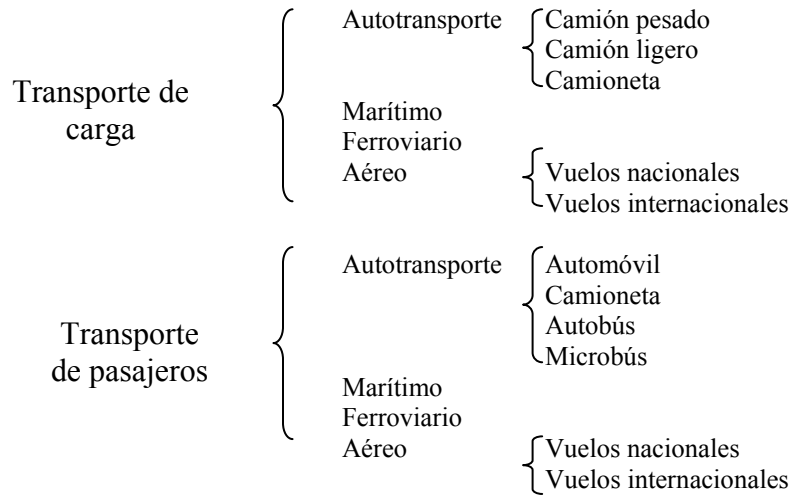 Transporte de
carga
Autotransporte
Camión pesado
Camión ligero
Camioneta
Marítimo
Ferroviario
Aéreo
Vuelos nacionales
Vuelos internacionales
Transporte
de pasajeros
Autotransporte
Automóvil
Camioneta
Autobús
Microbús
Marítimo
Ferroviario
Aéreo
Vuelos nacionales
Vuelos internacionales